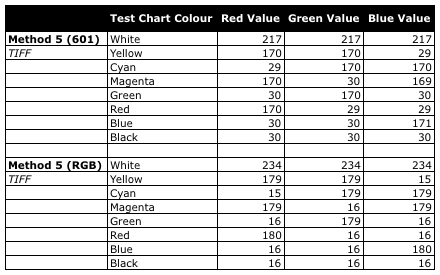 Test Chart Colour Red Value Green Value Blue Value
Method 5 (601) White 217 217 217
TIFF Yellow 170 170 29
Cyan 29 170 170
Magenta 170 30 169
Green 30 170 30
Red 170 29 29
Blue 30 30 171
Black 30 30 30
Method 5 (RGB) White 234 234 234
TIFF Yellow 179 179 15
Cyan 15 179 179
Magenta 179 16 179
Green 16 179 16
Red 180 16 16
Blue 16 16 180
Black 16 16 16